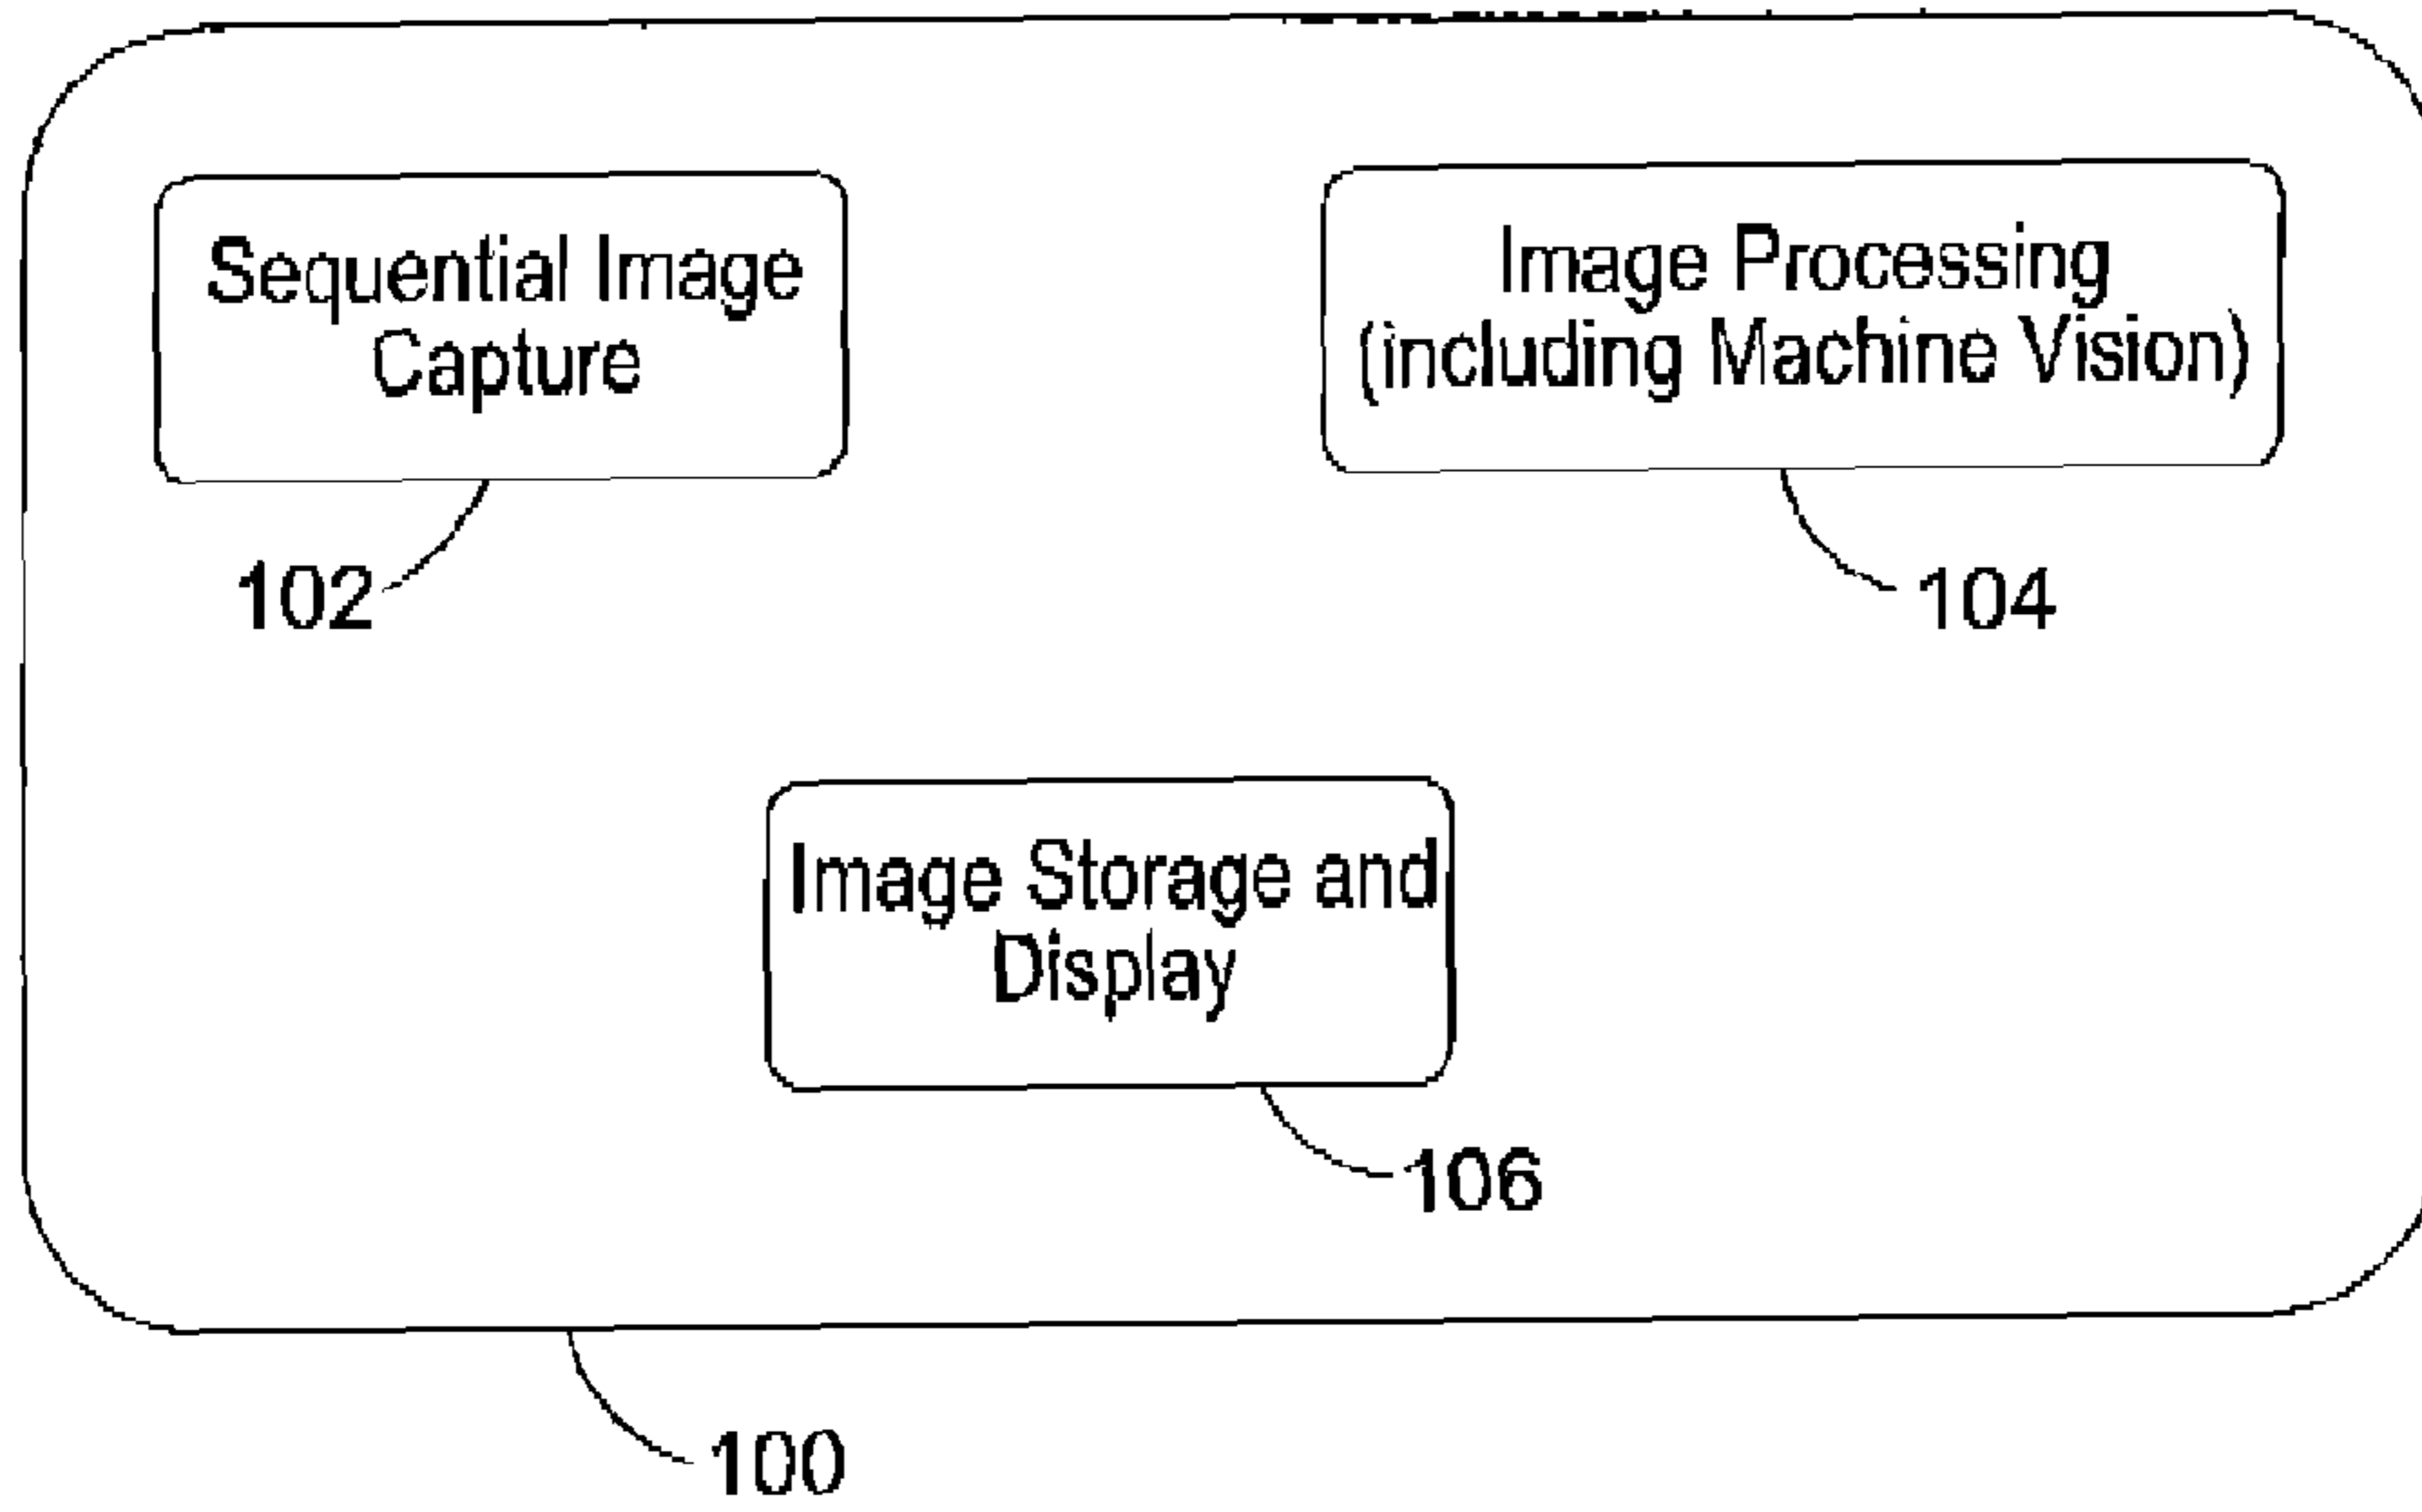 Sequential Image
Capture
Image Processing
(including Machine Vision)
102
104
Image Storage and
Display
106
100